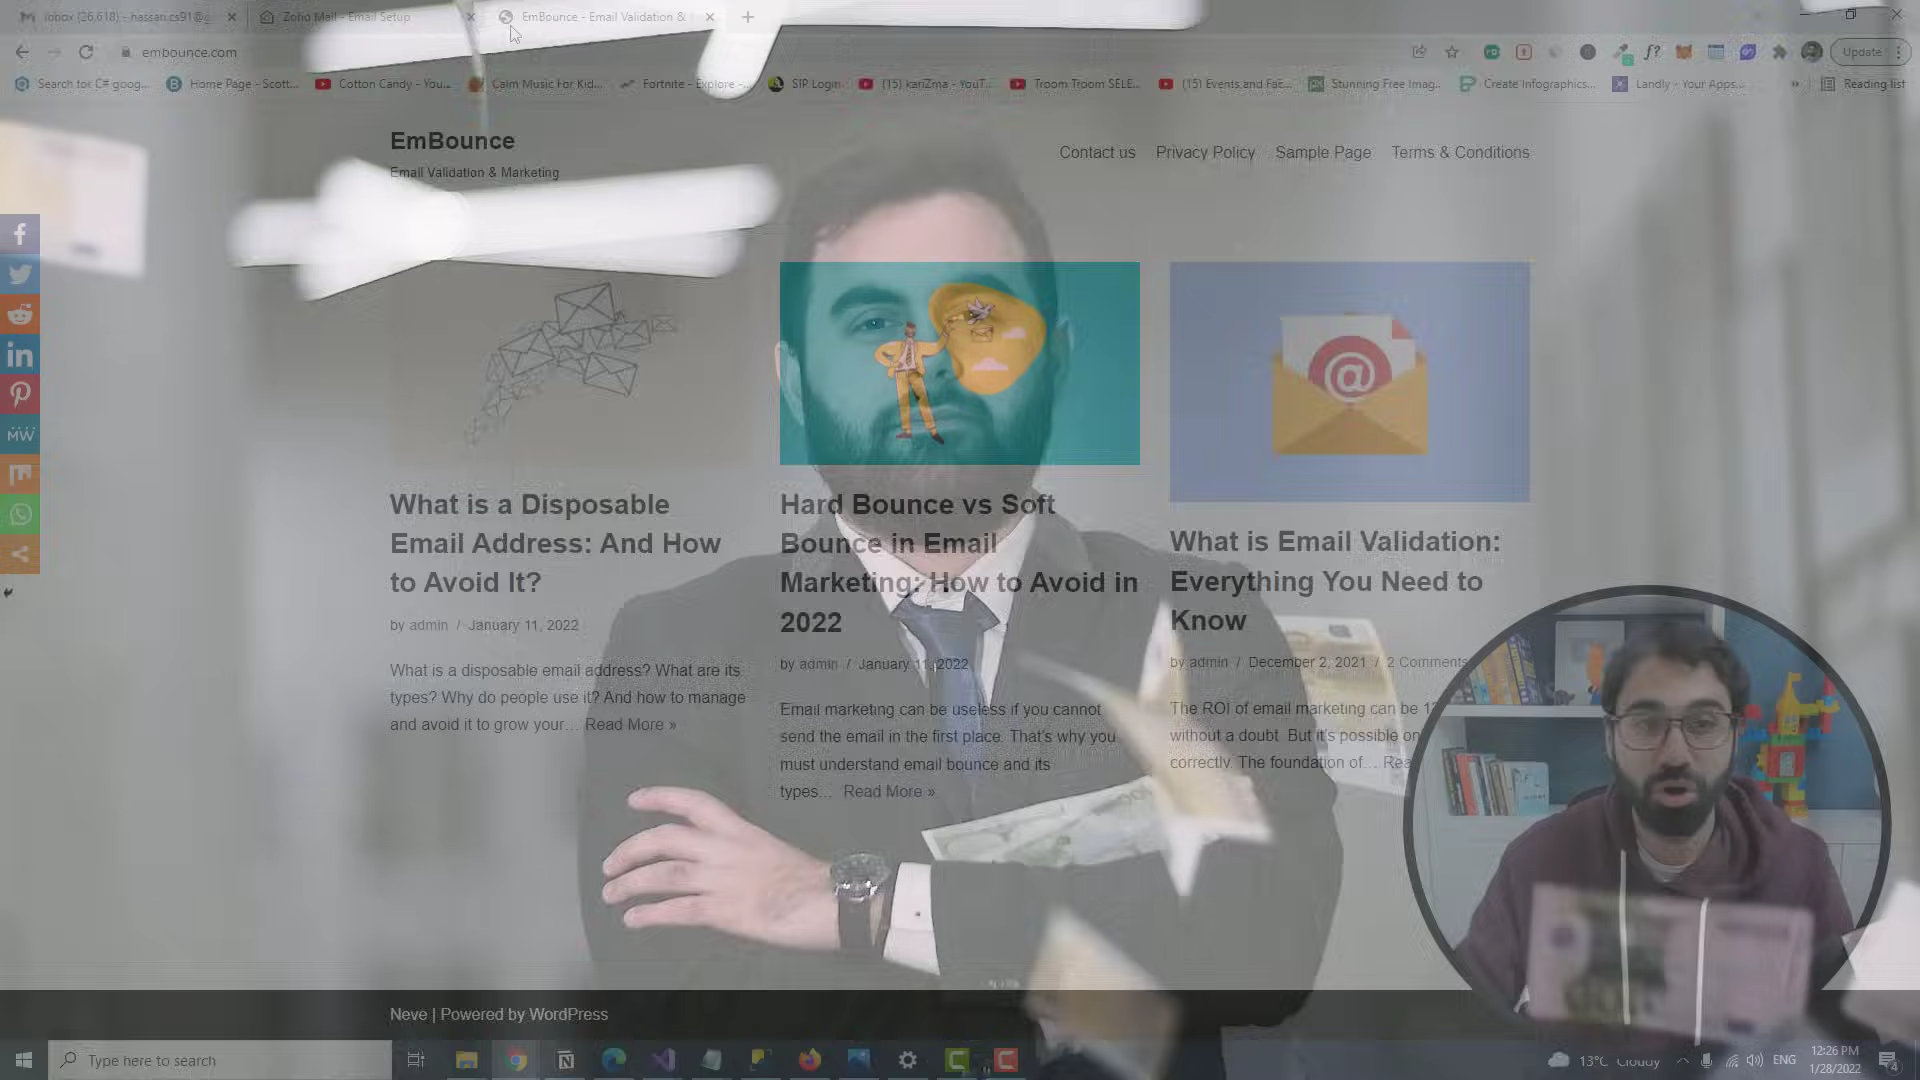 Inbox (26,618) - hassan.cs91@g
Zoho Mail - Email Setup
EmBounce - Email Validation &
embounce.com
Update
Search for C# goog...
Home Page - Scott...
Cotton Candy - You...
Calm Music For Kid...
Fortnite - Explore -...
SIP Login
(15) kariZma - YouT...
Troom Troom SELE...
(15) Events and Fac...
Stunning Free Imag...
Create Infographics...
Landly - Your Apps...
Reading list
EmBounce
Email Validation & Marketing
Contact us
Privacy Policy
Sample Page
Terms & Conditions
What is a Disposable
Email Address: And How
to Avoid It?
by admin / January 11, 2022
What is a disposable email address? What are its
types? Why do people use it? And how to manage
and avoid it to grow your… Read More »
Hard Bounce vs Soft
Bounce in Email
Marketing: How to Avoid in
2022
by admin / January 11, 2022
Email marketing can be useless if you cannot
send the email in the first place. That's why you
must understand email bounce and its
types… Read More »
What is Email Validation:
Everything You Need to
Know
by admin / December 2, 2021 / 2 Comments
The ROI of email marketing can be
without a doubt. But it's possible on
correctly. The foundation of…
Neve | Powered by WordPress
Type here to search
13°C Cloudy
ENG
12:26 PM
1/28/2022